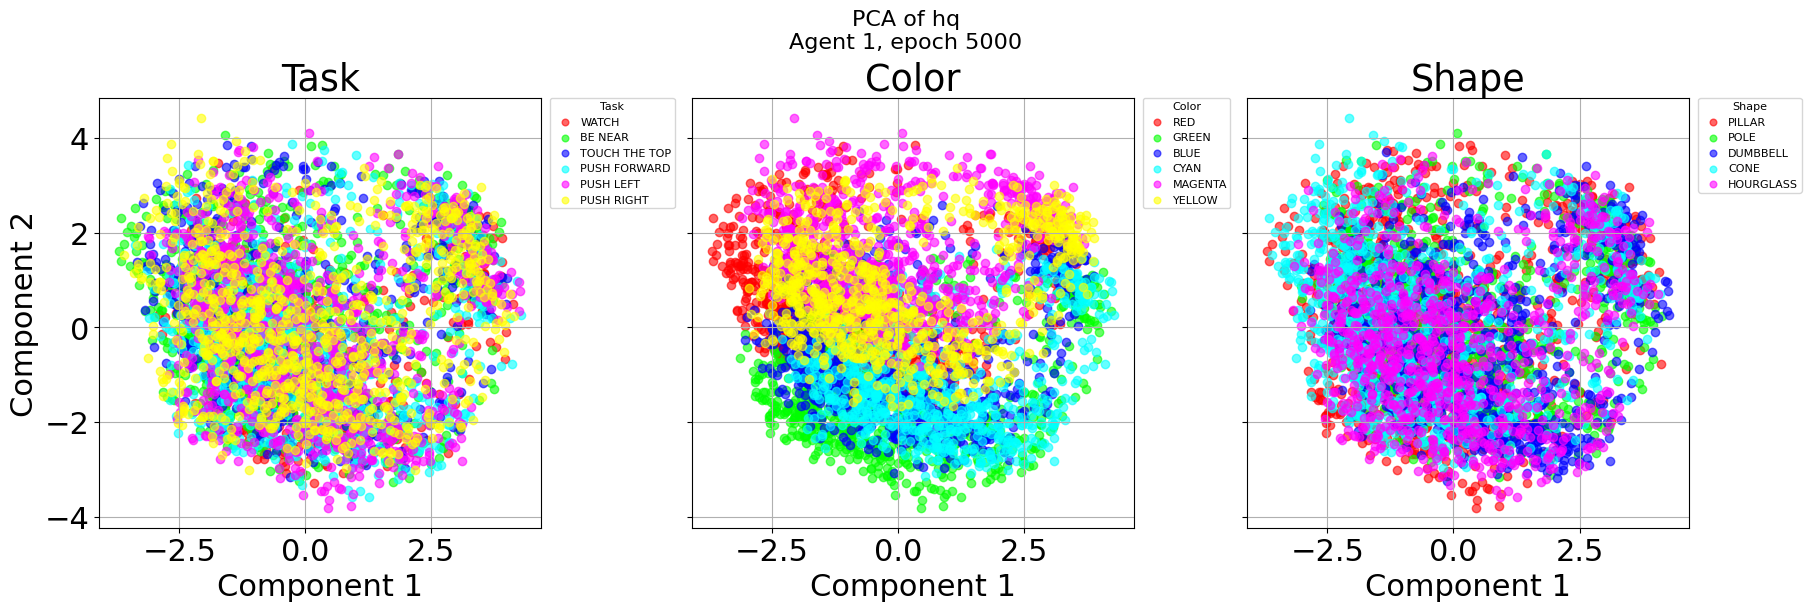 PCA of hq
Agent 1, epoch 5000
Task
Color
Shape
Task
WATCH
BE NEAR
TOUCH THE TOP
PUSH FORWARD
PUSH LEFT
PUSH RIGHT
Color
RED
GREEN
BLUE
CYAN
MAGENTA
YELLOW
Shape
PILLAR
POLE
DUMBBELL
CONE
HOURGLASS
Component 2
4
2
0
−2
−4
−2.5 0.0 2.5
−2.5 0.0 2.5
−2.5 0.0 2.5
Component 1
Component 1
Component 1